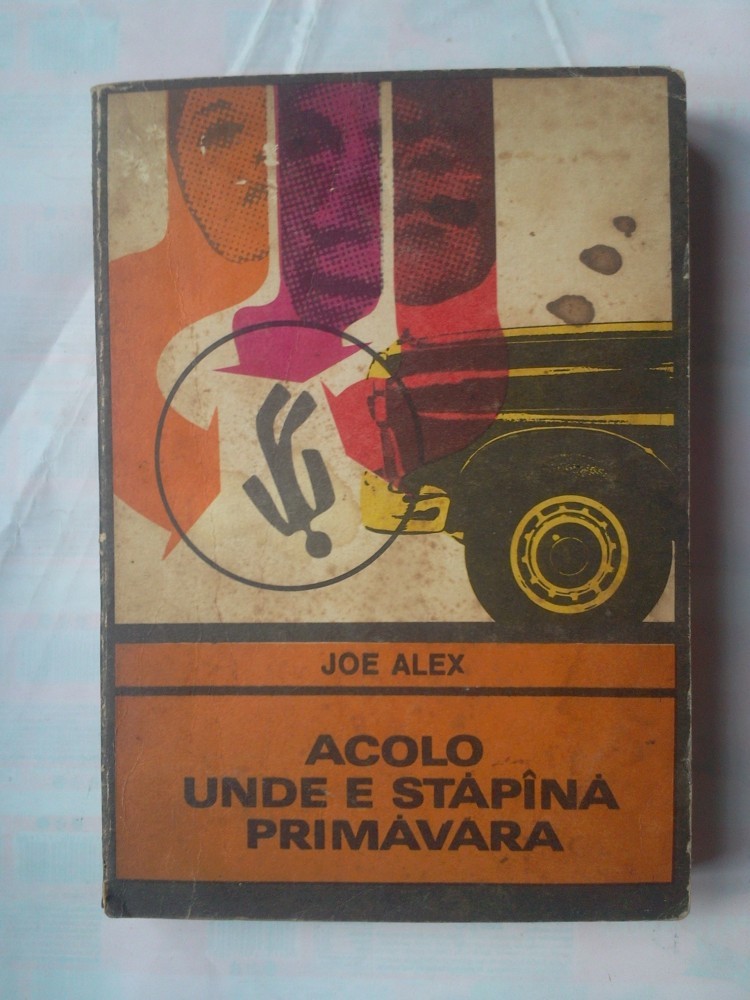 JOE ALEX
ACOLO
UNDE E STĂPÎNĂ
PRIMĂVARA